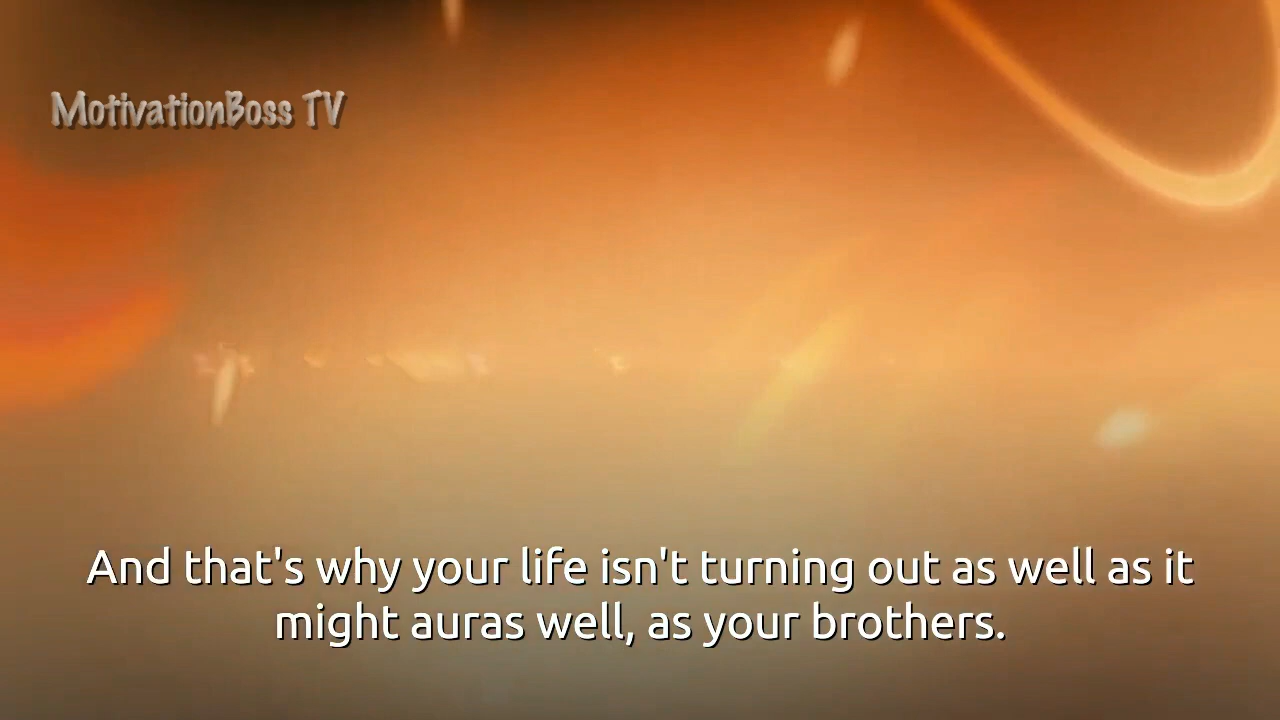 MotivationBoss TV
And that's why your life isn't turning out as well as it
might auras well, as your brothers.